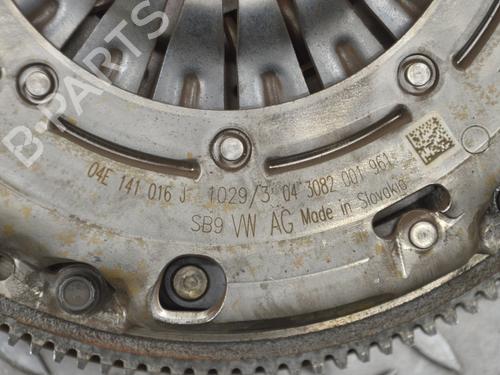 B-PARTS
04E 141 016 J 1029/3 04 3082 001 961
SB9 VW AG Made in Slovakia